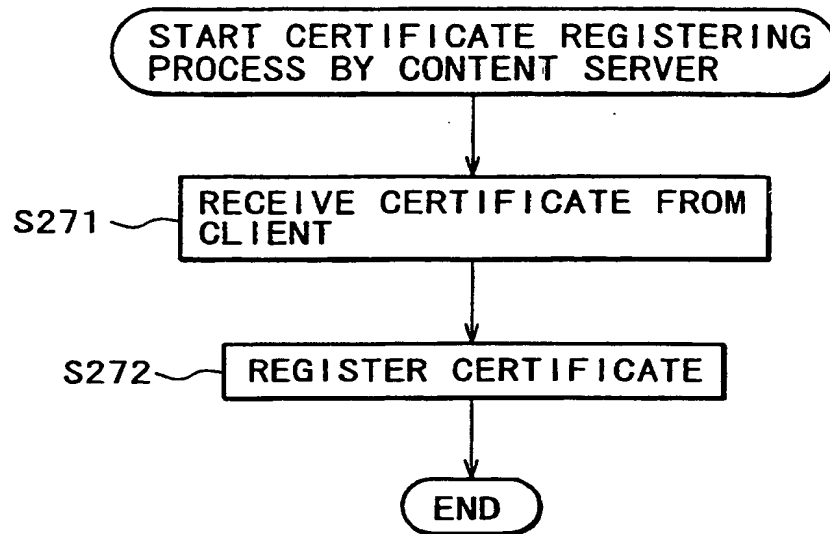 START CERTIFICATE REGISTERING
PROCESS BY CONTENT SERVER
S271
RECEIVE CERTIFICATE FROM
CLIENT
S272
REGISTER CERTIFICATE
END